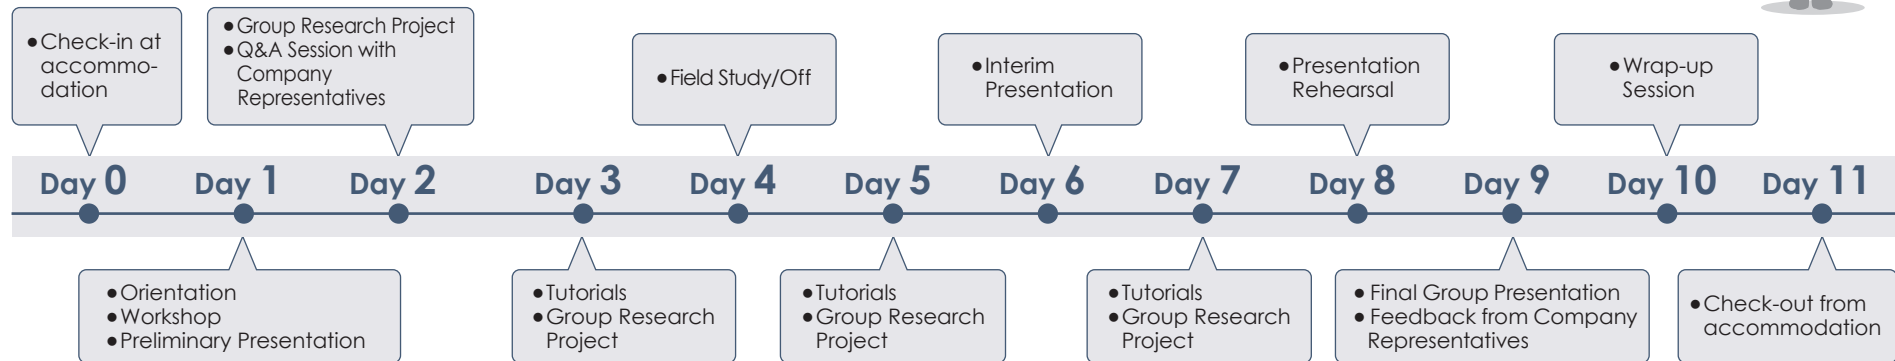 ●Check-in at
accommo-
dation
●Group Research Project
●Q&A Session with
Company
Representatives
●Field Study/Off
●Interim
Presentation
●Presentation
Rehearsal
●Wrap-up
Session
Day 0 Day 1 Day 2 Day 3 Day 4 Day 5 Day 6 Day 7 Day 8 Day 9 Day 10 Day 11
●Orientation
●Workshop
●Preliminary Presentation
●Tutorials
●Group Research
Project
●Tutorials
●Group Research
Project
●Tutorials
●Group Research
Project
●Final Group Presentation
●Feedback from Company
Representatives
●Check-out from
accommodation